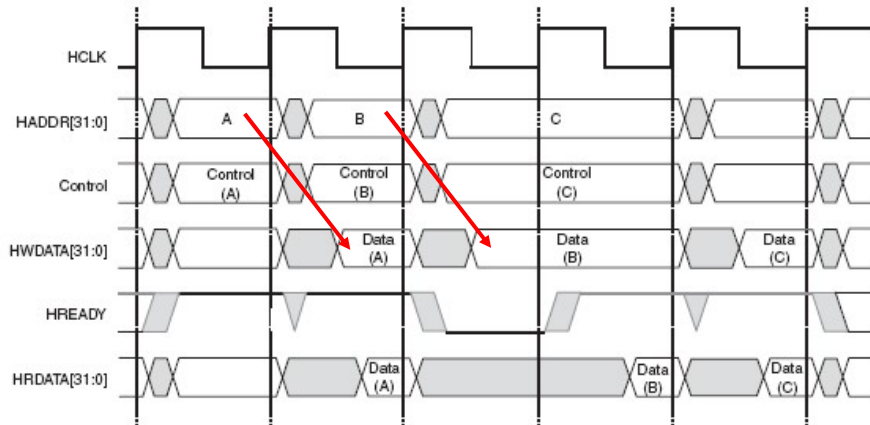 HCLK
HADDR[31:0]
A
B
C
Control
Control
(A)
Control
(B)
Control
(C)
HWDATA[31:0]
Data
(A)
Data
(B)
Data
(C)
HREADY
HRDATA[31:0]
Data
(A)
Data
(B)
Data
(C)